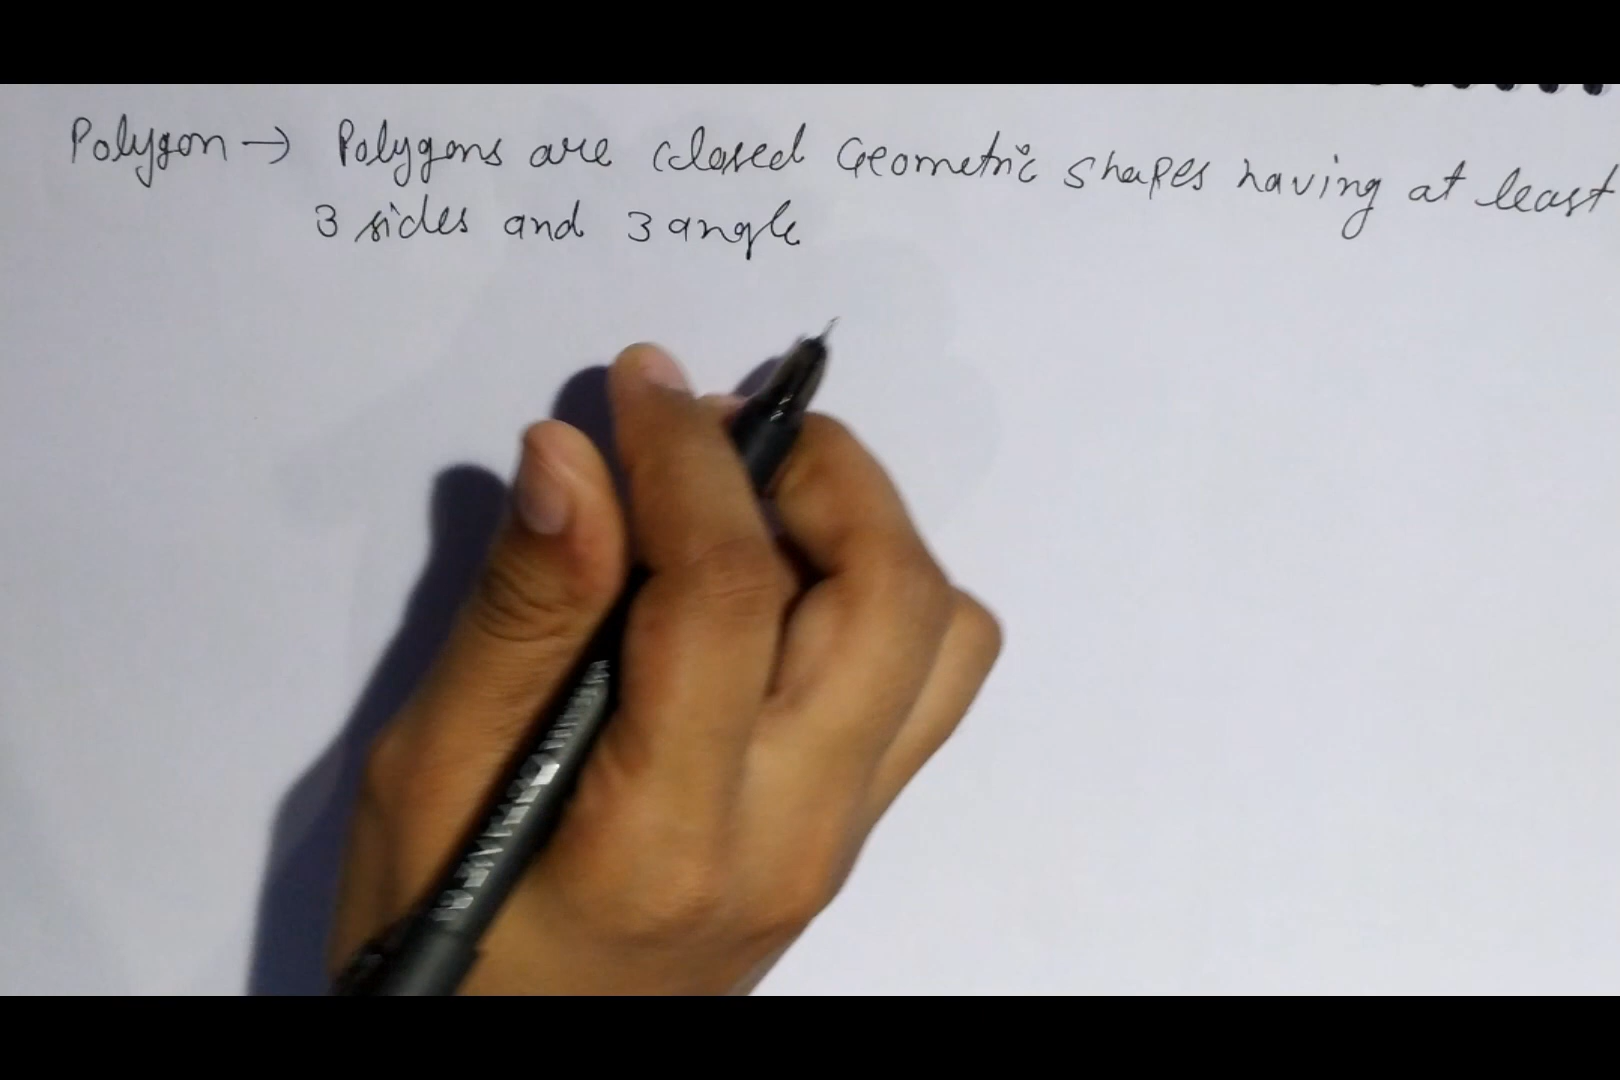 Polygon → Polygons are closed Geometric shapes having at least
3 sides and 3 angle